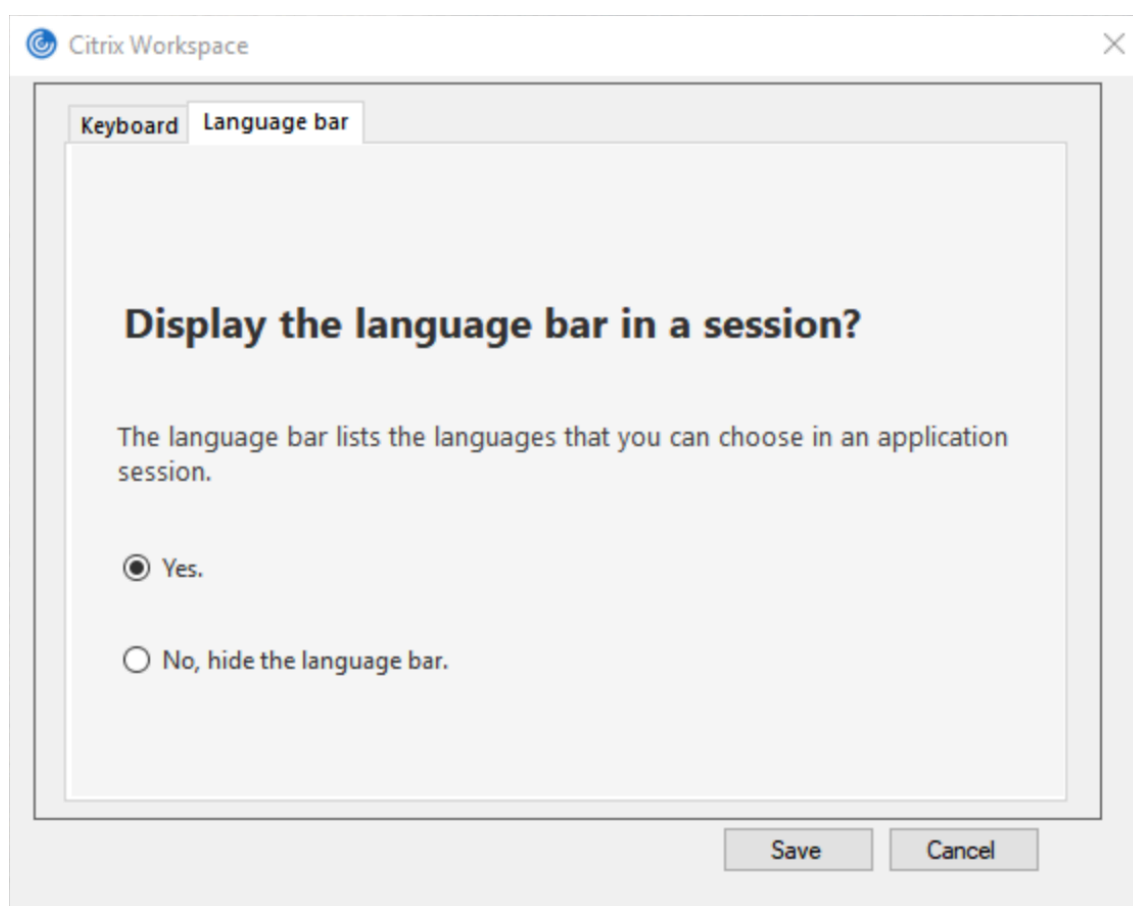 Citrix Workspace
Keyboard
Language bar
Display the language bar in a session?
The language bar lists the languages that you can choose in an application
session.
Yes.
No, hide the language bar.
Save
Cancel